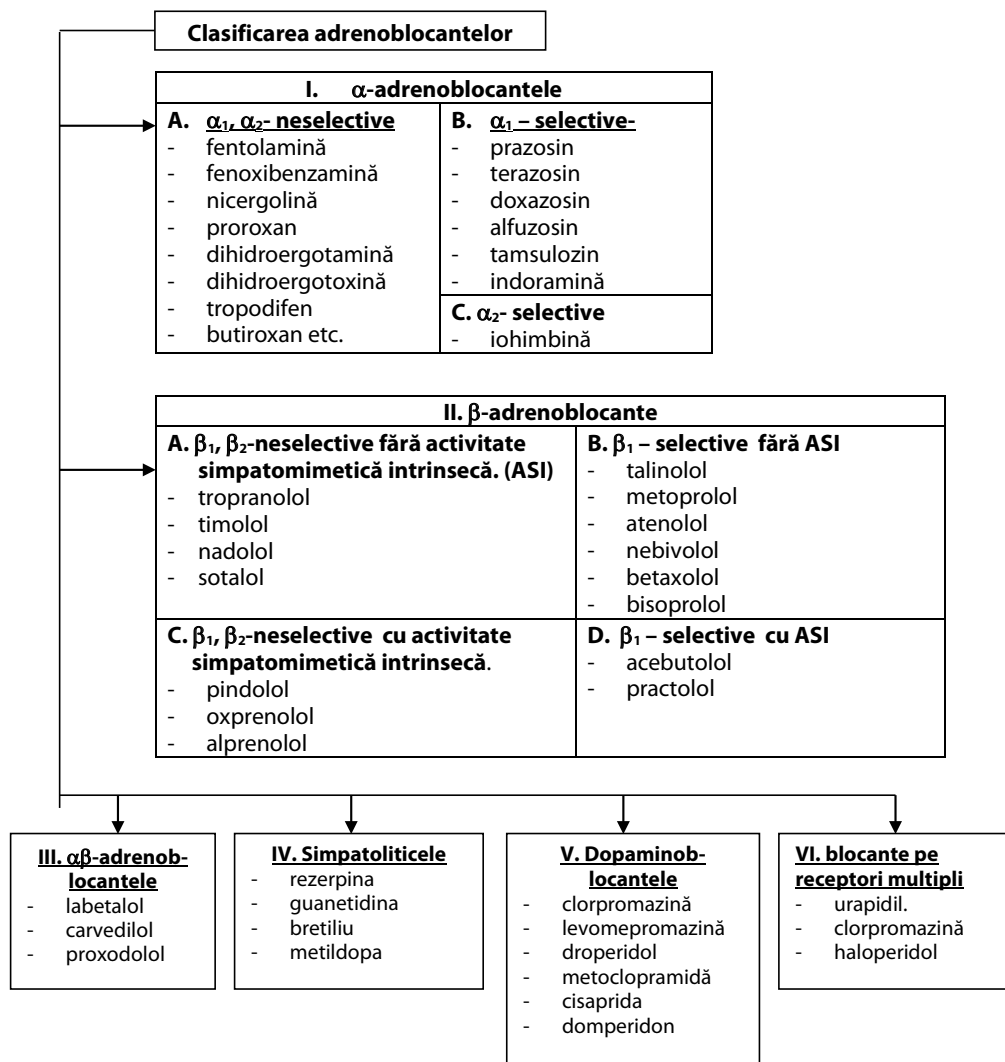 Clasificarea adrenoblocantelor
I. α-adrenoblocantele
A. α₁, α₂- neselective
- fentolamină
- fenoxibenzamină
- nicergolină
- proroxan
- dihidroergotamină
- dihidroergotoxină
- tropodifen
- butiroxan etc.
B. α₁ – selective-
- prazosin
- terazosin
- doxazosin
- alfuzosin
- tamsulozin
- indoramină
C. α₂- selective
- iohimbină
II. β-adrenoblocante
A. β₁, β₂-neselective fără activitate
simpatomimetică intrinsecă. (ASI)
- tropranolol
- timolol
- nadolol
- sotalol
B. β₁ – selective fără ASI
- talinolol
- metoprolol
- atenolol
- nebivolol
- betaxolol
- bisoprolol
C. β₁, β₂-neselective cu activitate
simpatomimetică intrinsecă.
- pindolol
- oxprenolol
- alprenolol
D. β₁ – selective cu ASI
- acebutolol
- practolol
III. αβ-adrenob-
locantele
- labetalol
- carvedilol
- proxodolol
IV. Simpatoliticele
- rezerpina
- guanetidina
- bretiliu
- metildopa
V. Dopaminob-
locantele
- clorpromazină
- levomepromazină
- droperidol
- metoclopramidă
- cisaprida
- domperidon
VI. blocante pe
receptori multipli
- urapidil.
- clorpromazină
- haloperidol